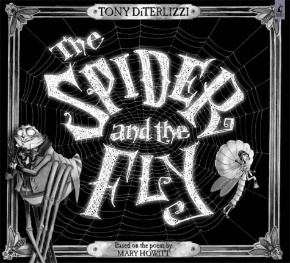 TONY DiTERLIZZI
The
SPIDER
and the
FLY
Based on the poem by
MARY HOWITT